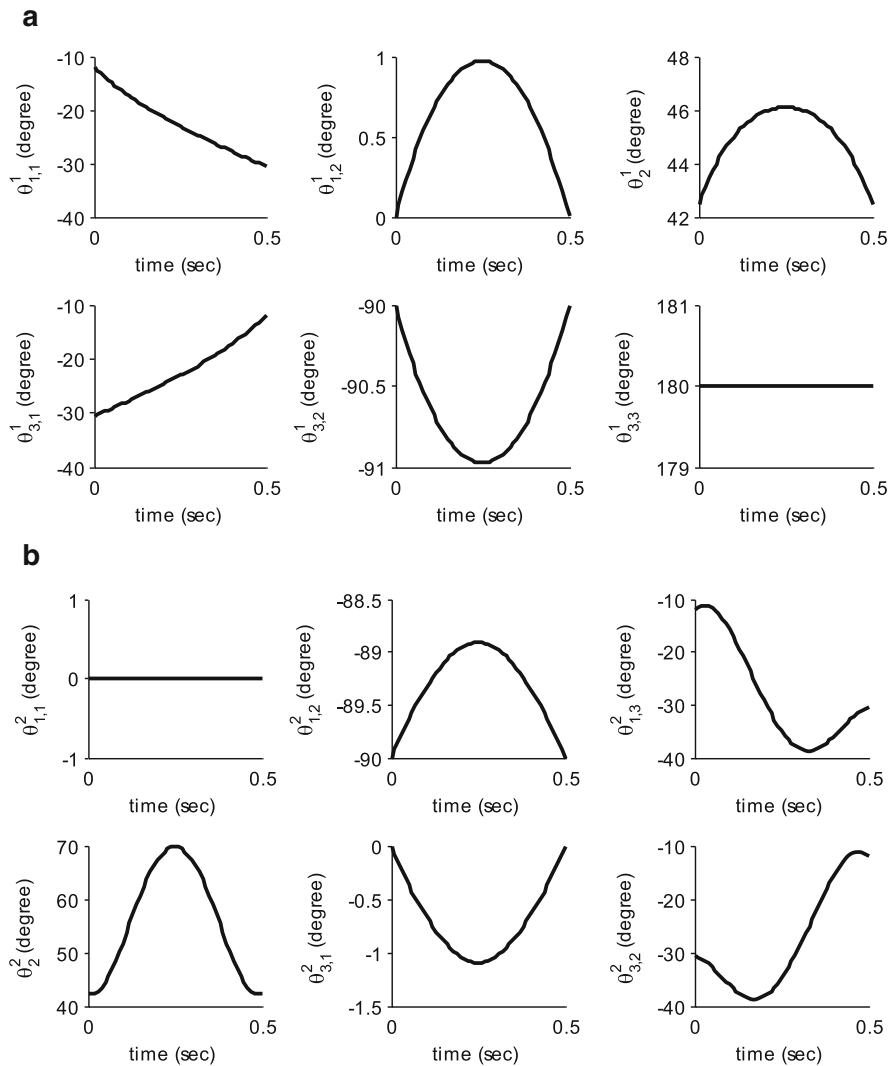 a
θ¹₁,₁ (degree)
-10
-20
-30
-40
0
0.5
time (sec)
θ¹₁,₂ (degree)
1
0.5
0
0
0.5
time (sec)
θ¹₂ (degree)
48
46
44
42
0
0.5
time (sec)
θ¹₃,₁ (degree)
-10
-20
-30
-40
0
0.5
time (sec)
θ¹₃,₂ (degree)
-90
-90.5
-91
0
0.5
time (sec)
θ¹₃,₃ (degree)
181
180
179
0
0.5
time (sec)
b
θ²₁,₁ (degree)
1
0
-1
0
0.5
time (sec)
θ²₁,₂ (degree)
-88.5
-89
-89.5
-90
0
0.5
time (sec)
θ²₁,₃ (degree)
-10
-20
-30
-40
0
0.5
time (sec)
θ²₂ (degree)
70
60
50
40
0
0.5
time (sec)
θ²₃,₁ (degree)
0
-0.5
-1
-1.5
0
0.5
time (sec)
θ²₃,₂ (degree)
-10
-20
-30
-40
0
0.5
time (sec)